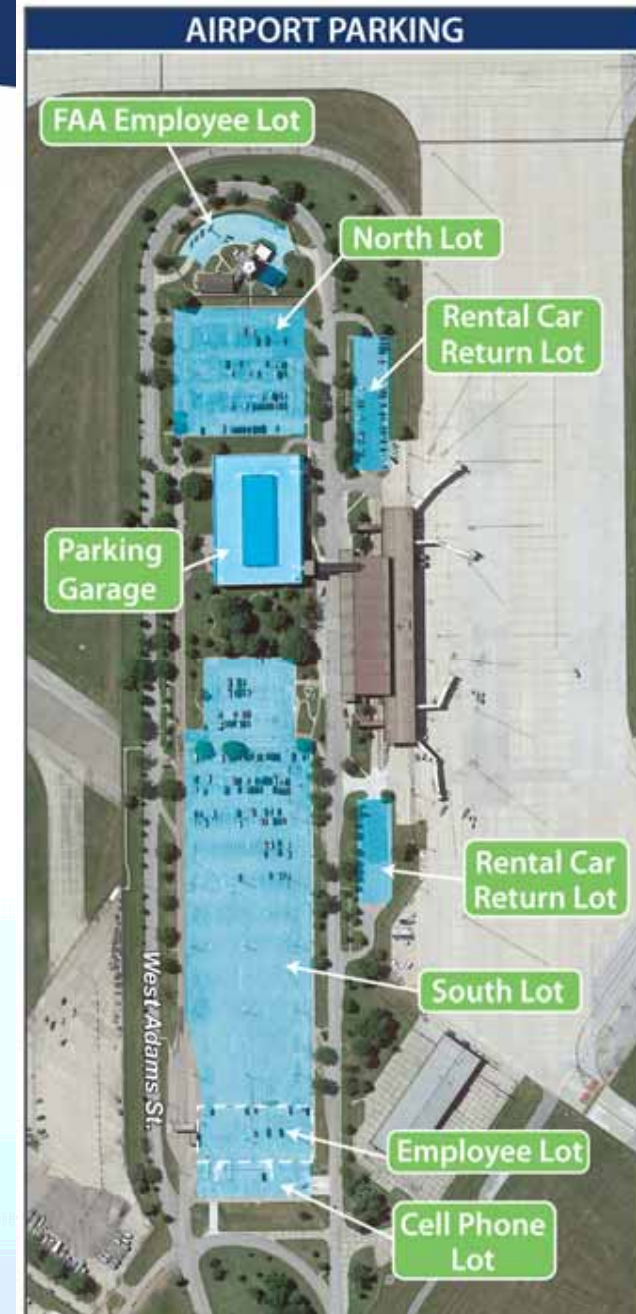 AIRPORT PARKING
FAA Employee Lot
North Lot
Rental Car
Return Lot
Parking
Garage
Rental Car
Return Lot
South Lot
West Adams St.
Employee Lot
Cell Phone
Lot